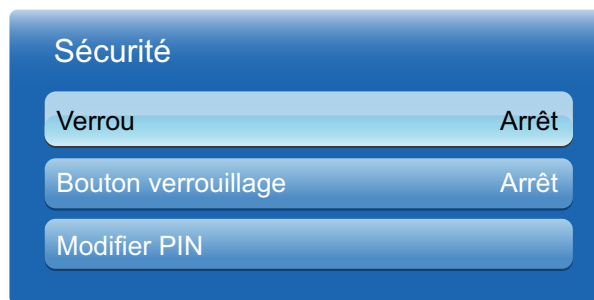 Sécurité
Verrou Arrêt
Bouton verrouillage Arrêt
Modifier PIN